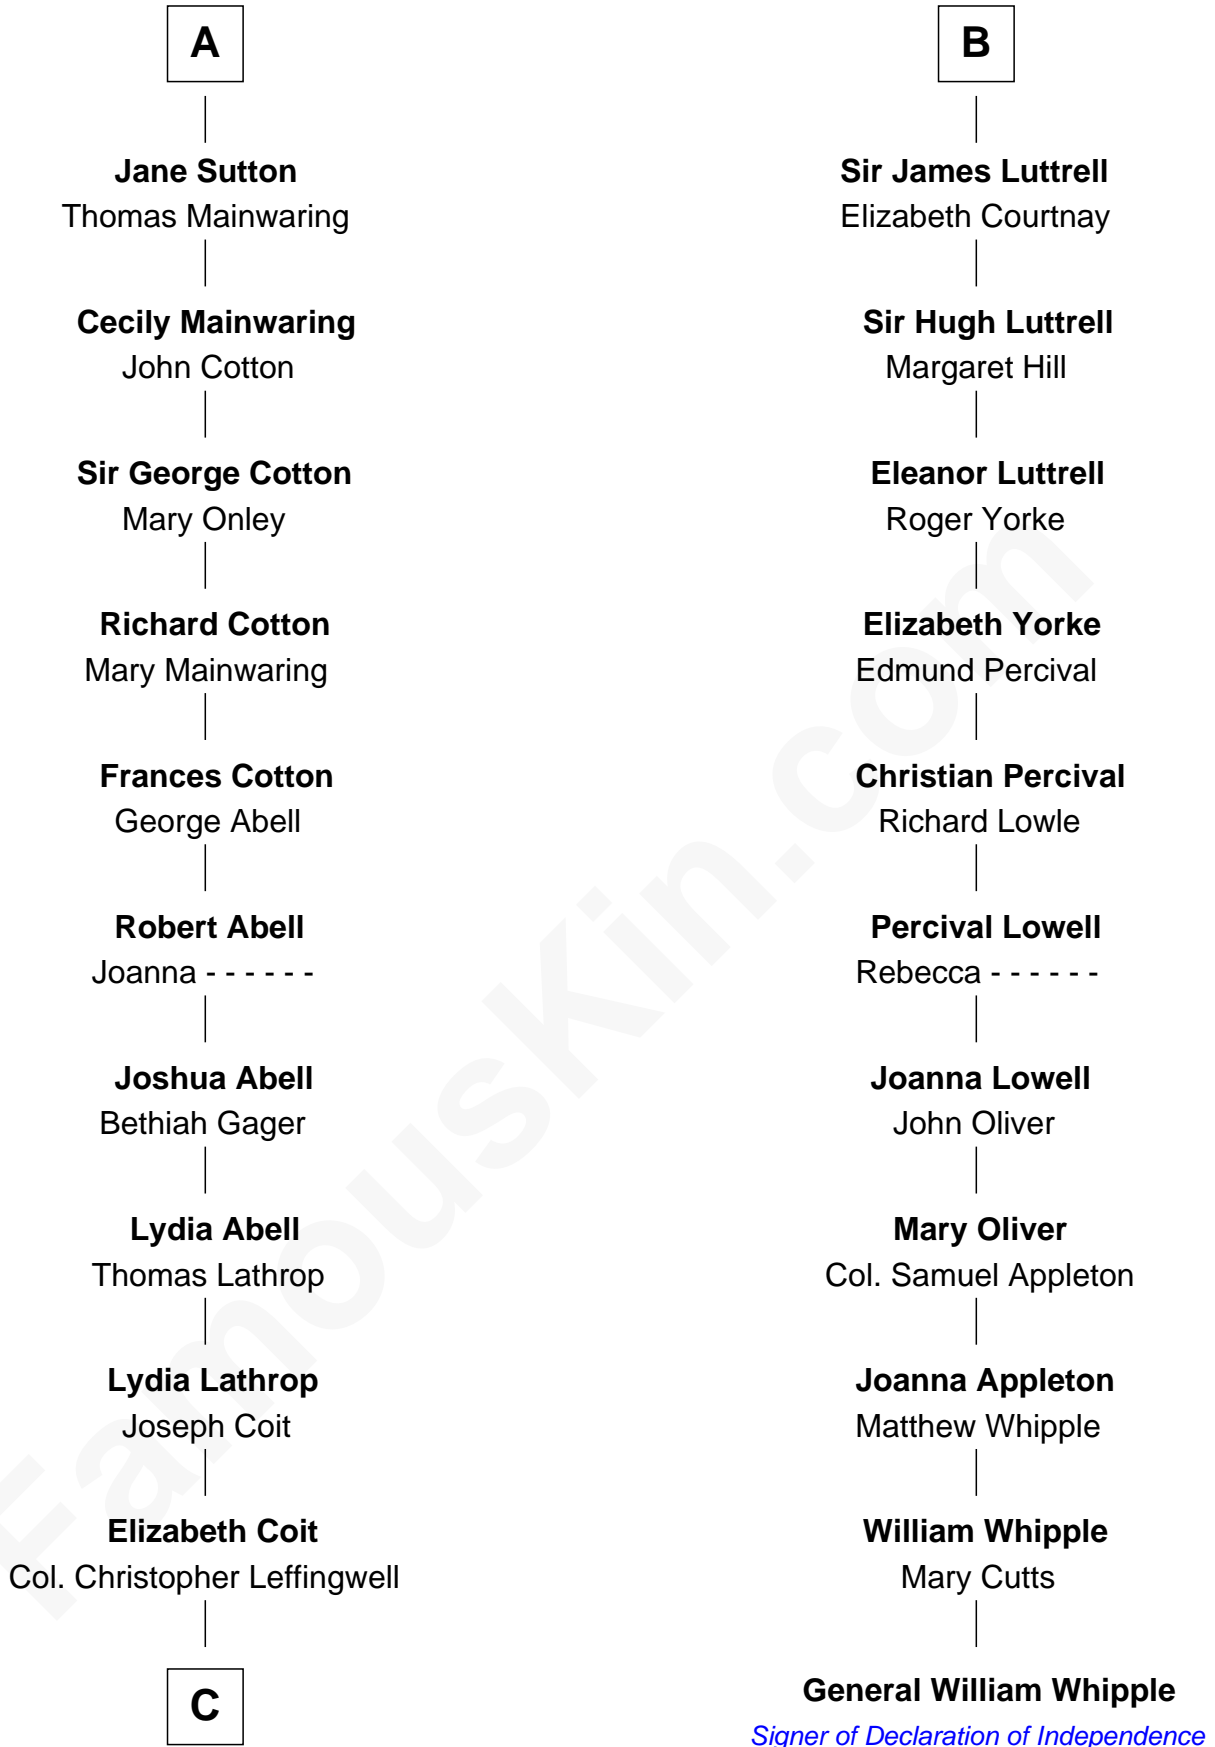 A
Jane Sutton
Thomas Mainwaring
Cecily Mainwaring
John Cotton
Sir George Cotton
Mary Onley
Richard Cotton
Mary Mainwaring
Frances Cotton
George Abell
Robert Abell
Joanna - - - - - -
Joshua Abell
Bethiah Gager
Lydia Abell
Thomas Lathrop
Lydia Lathrop
Joseph Coit
Elizabeth Coit
Col. Christopher Leffingwell
C
B
Sir James Luttrell
Elizabeth Courtnay
Sir Hugh Luttrell
Margaret Hill
Eleanor Luttrell
Roger Yorke
Elizabeth Yorke
Edmund Percival
Christian Percival
Richard Lowle
Percival Lowell
Rebecca - - - - - -
Joanna Lowell
John Oliver
Mary Oliver
Col. Samuel Appleton
Joanna Appleton
Matthew Whipple
William Whipple
Mary Cutts
General William Whipple
Signer of Declaration of Independence
FamousKin.com